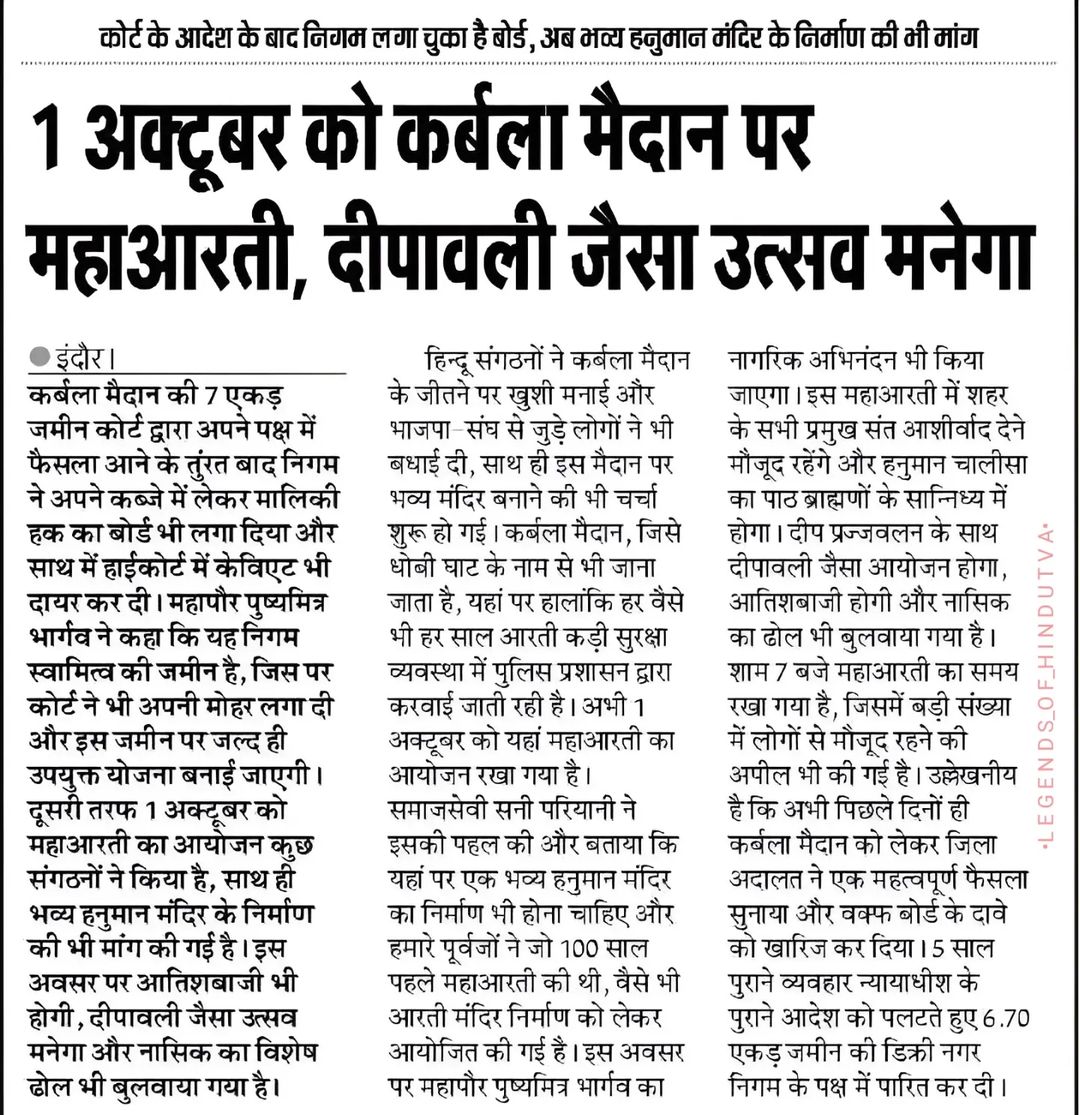 कोर्ट के आदेश के बाद निगम लगा चुका है बोर्ड, अब भव्य हनुमान मंदिर के निर्माण की भी मांग
1 अक्टूबर को कर्बला मैदान पर
महाआरती, दीपावली जैसा उत्सव मनेगा
इंदौर।
कर्बला मैदान की 7 एकड़
जमीन कोर्ट द्वारा अपने पक्ष में
फैसला आने के तुंरत बाद निगम
ने अपने कब्जे में लेकर मालिकी
हक का बोर्ड भी लगा दिया और
साथ में हाईकोर्ट में केविएट भी
दायर कर दी। महापौर पुष्यमित्र
भार्गव ने कहा कि यह निगम
स्वामित्व की जमीन है, जिस पर
कोर्ट ने भी अपनी मोहर लगा दी
और इस जमीन पर जल्द ही
उपयुक्त योजना बनाई जाएगी।
दूसरी तरफ 1 अक्टूबर को
महाआरती का आयोजन कुछ
संगठनों ने किया है, साथ ही
भव्य हनुमान मंदिर के निर्माण
की भी मांग की गई है। इस
अवसर पर आतिशबाजी भी
होगी, दीपावली जैसा उत्सव
मनेगा और नासिक का विशेष
ढोल भी बुलवाया गया है।
हिन्दू संगठनों ने कर्बला मैदान
के जीतने पर खुशी मनाई और
भाजपा-संघ से जुड़े लोगों ने भी
बधाई दी, साथ ही इस मैदान पर
भव्य मंदिर बनाने की भी चर्चा
शुरू हो गई। कर्बला मैदान, जिसे
धोबी घाट के नाम से भी जाना
जाता है, यहां पर हालांकि हर वैसे
भी हर साल आरती कड़ी सुरक्षा
व्यवस्था में पुलिस प्रशासन द्वारा
करवाई जाती रही है। अभी 1
अक्टूबर को यहां महाआरती का
आयोजन रखा गया है।
समाजसेवी सनी परियानी ने
इसकी पहल की और बताया कि
यहां पर एक भव्य हनुमान मंदिर
का निर्माण भी होना चाहिए और
हमारे पूर्वजों ने जो 100 साल
पहले महाआरती की थी, वैसे भी
आरती मंदिर निर्माण को लेकर
आयोजित की गई है। इस अवसर
पर महापौर पुष्यमित्र भार्गव का
नागरिक अभिनंदन भी किया
जाएगा। इस महाआरती में शहर
के सभी प्रमुख संत आशीर्वाद देने
मौजूद रहेंगे और हनुमान चालीसा
का पाठ ब्राह्मणों के सान्निध्य में
होगा। दीप प्रज्जवलन के साथ
दीपावली जैसा आयोजन होगा,
आतिशबाजी होगी और नासिक
का ढोल भी बुलवाया गया है।
शाम 7 बजे महाआरती का समय
रखा गया है, जिसमें बड़ी संख्या
में लोगों से मौजूद रहने की
अपील भी की गई है। उल्लेखनीय
है कि अभी पिछले दिनों ही
कर्बला मैदान को लेकर जिला
अदालत ने एक महत्वपूर्ण फैसला
सुनाया और वक्फ बोर्ड के दावे
को खारिज कर दिया। 5 साल
पुराने व्यवहार न्यायाधीश के
पुराने आदेश को पलटते हुए 6.70
एकड़ जमीन की डिक्री नगर
निगम के पक्ष में पारित कर दी।
•LEGENDS_OF_HINDUTVA•